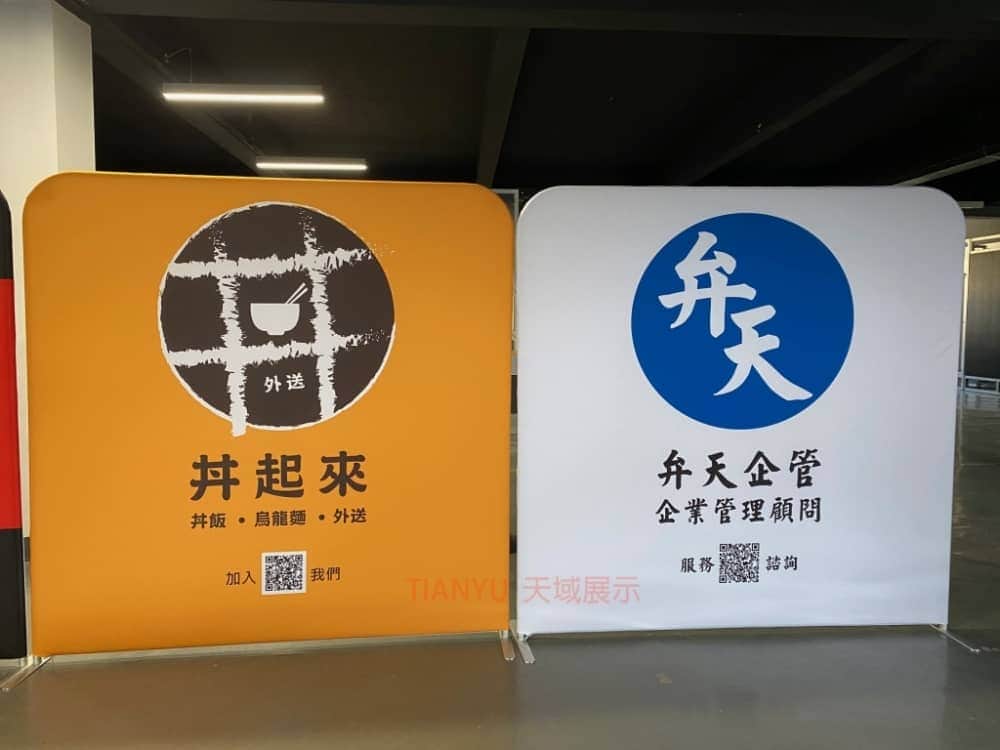 外送
丼起來
丼飯 • 烏龍麵 • 外送
加入 我們
弁天
弁天企管
企業管理顧問
服務 諮詢
TIANYU 天域展示